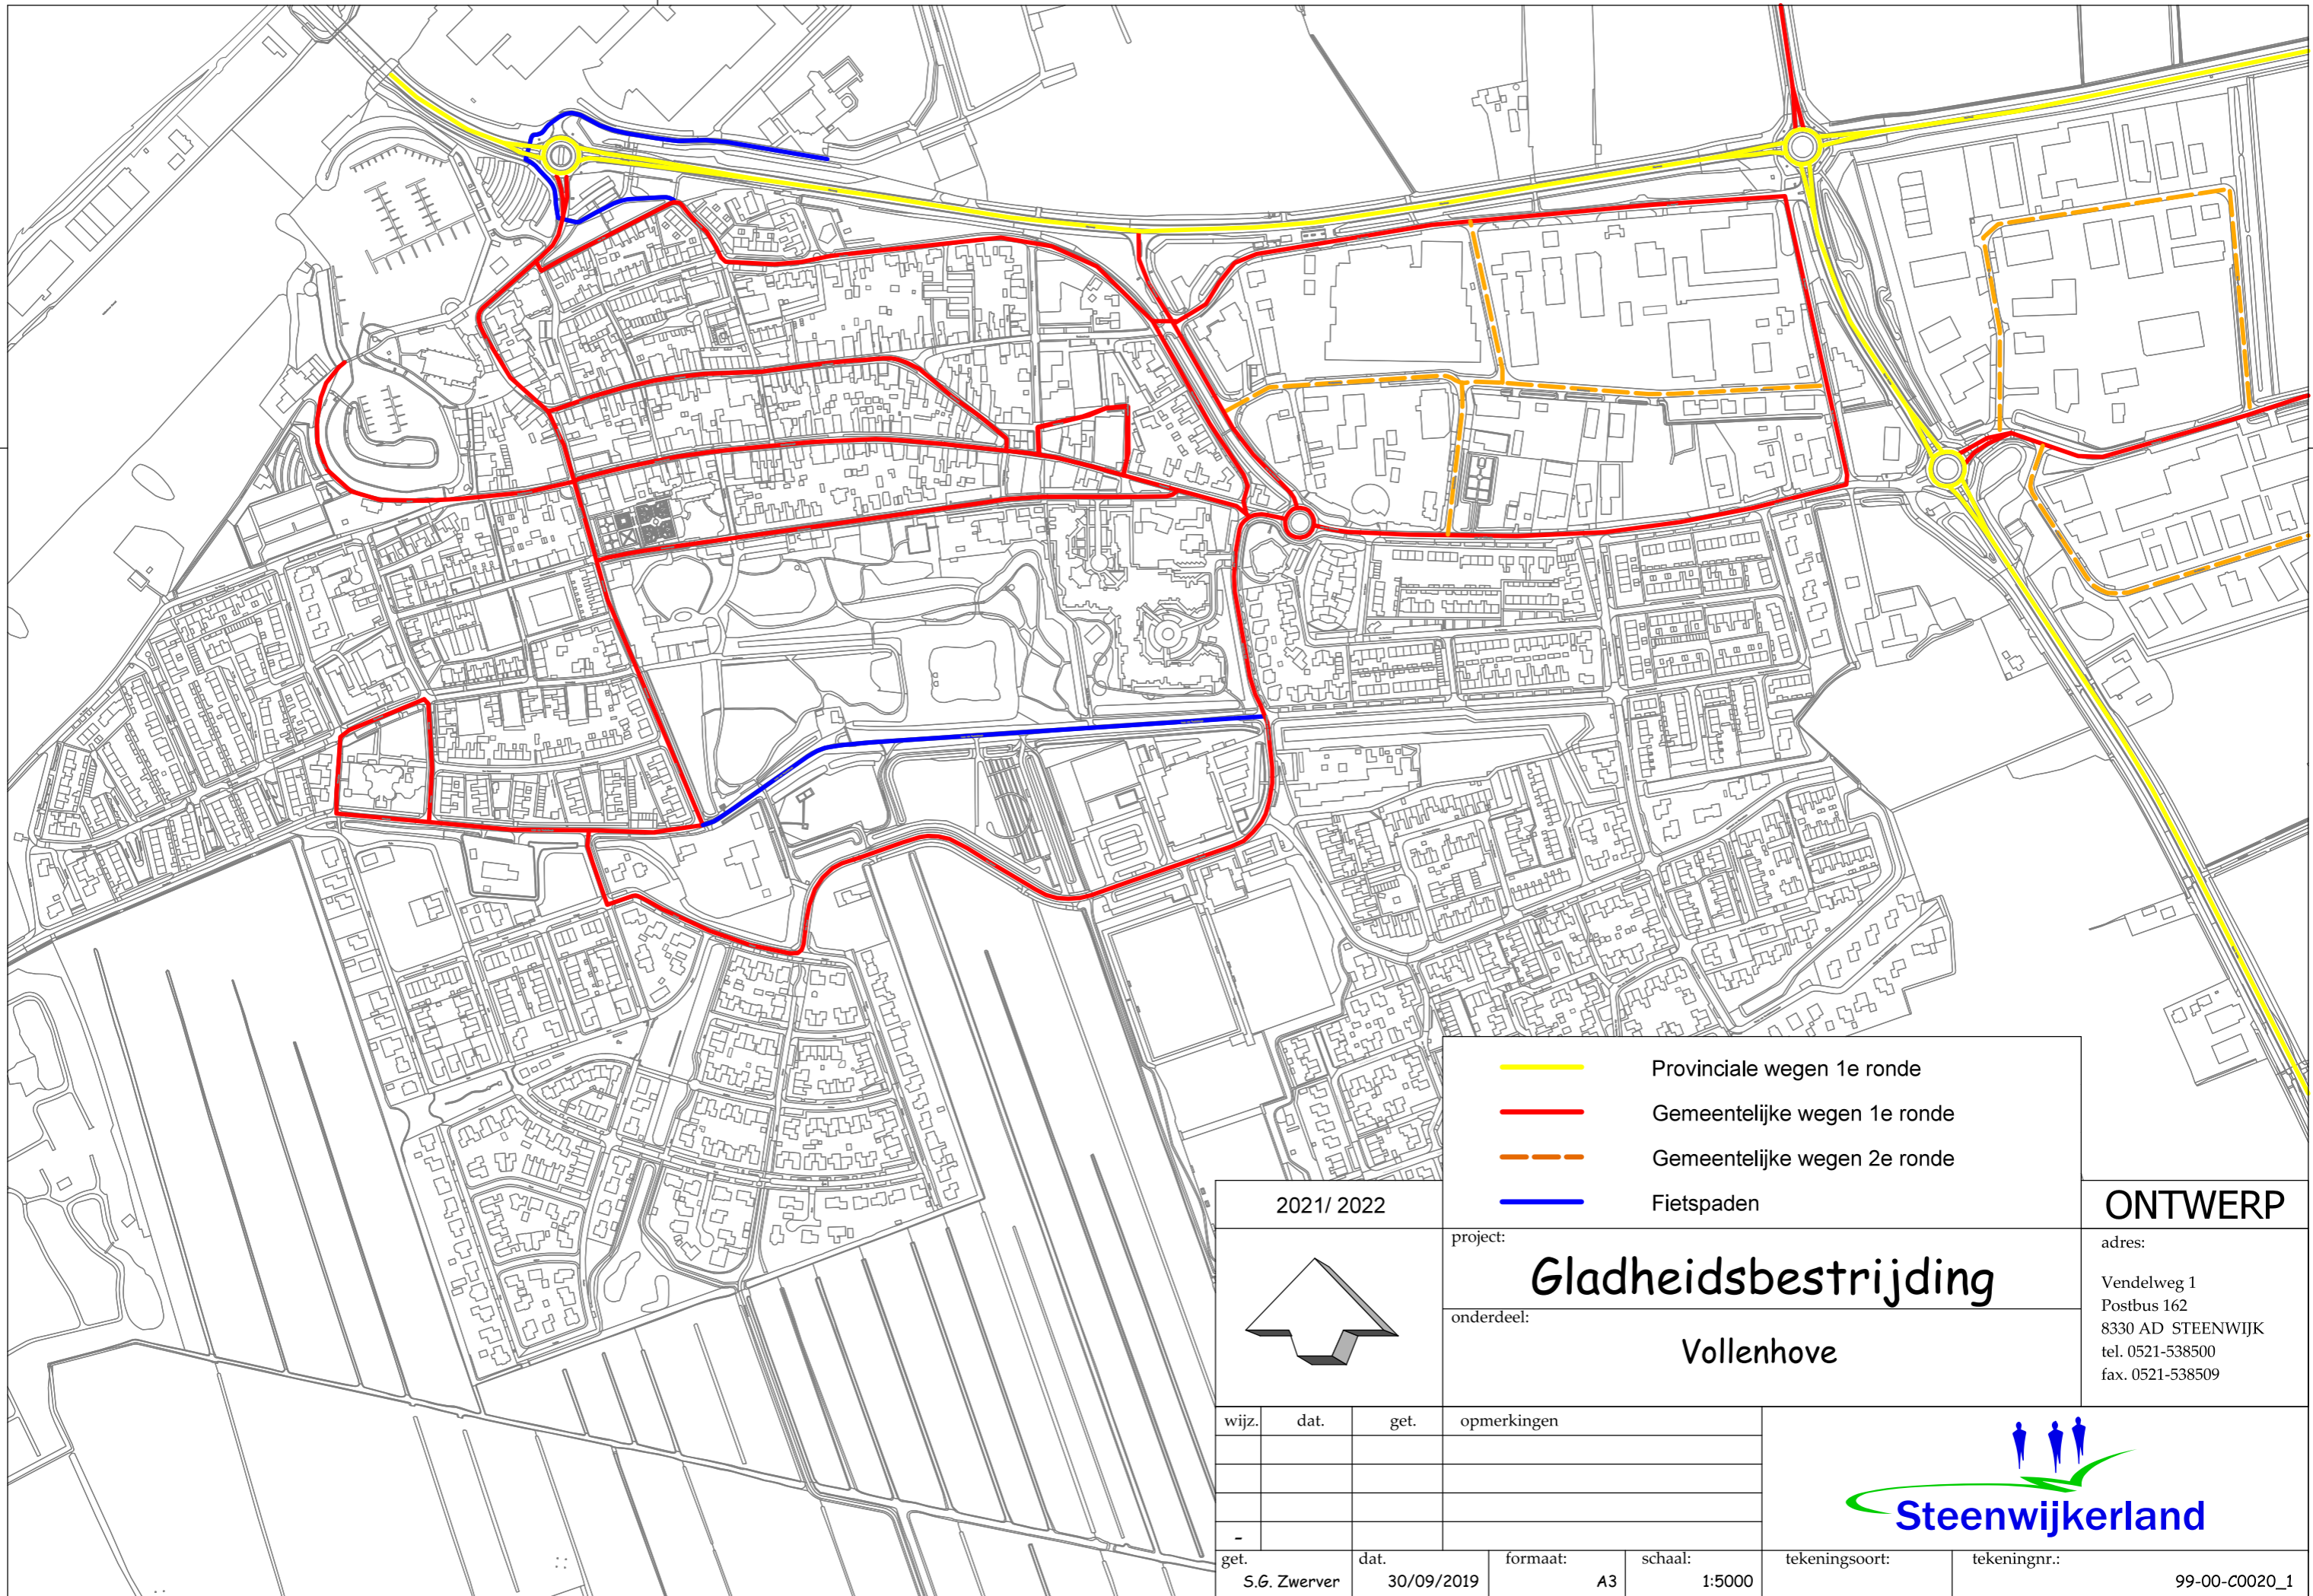 Provinciale wegen 1e ronde
Gemeentelijke wegen 1e ronde
Gemeentelijke wegen 2e ronde
Fietspaden
2021/ 2022
ONTWERP
project:
Gladheidsbestrijding
onderdeel:
Vollenhove
adres:
Vendelweg 1
Postbus 162
8330 AD STEENWIJK
tel. 0521-538500
fax. 0521-538509
wijz. dat. get. opmerkingen
-
Steenwijkerland
get. dat. formaat: schaal: tekeningsoort: tekeningnr.:
S.G. Zwerver 30/09/2019 A3 1:5000 99-00-C0020_1